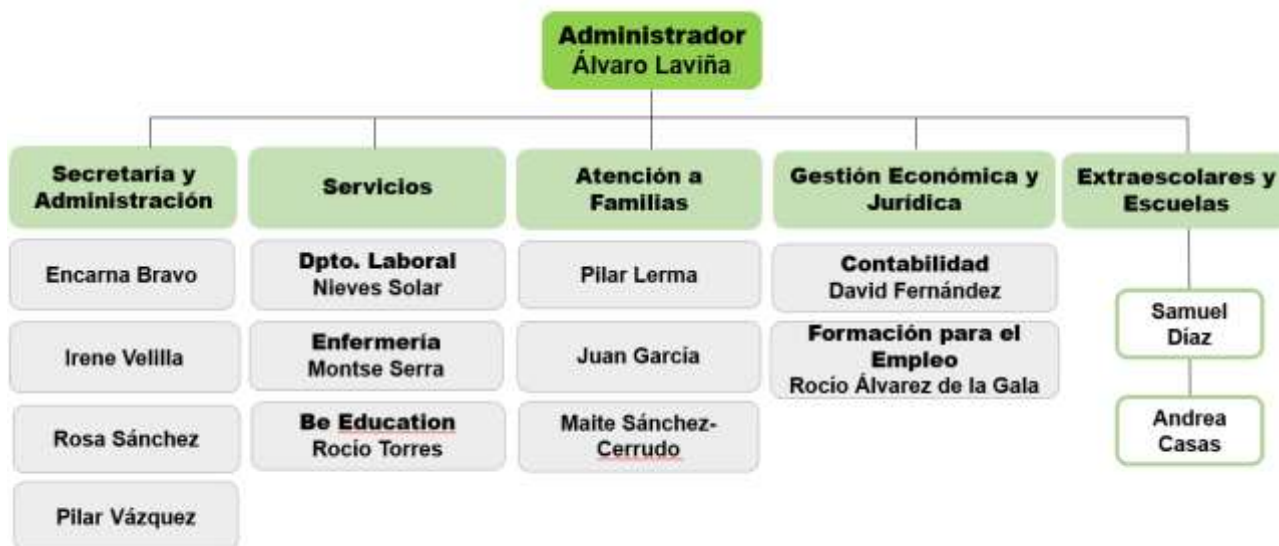 Administrador
Álvaro Laviña
Secretaría y
Administración
Servicios
Atención a
Familias
Gestión Económica y
Jurídica
Extraescolares y
Escuelas
Encarna Bravo
Irene Velilla
Rosa Sánchez
Pilar Vázquez
Dpto. Laboral
Nieves Solar
Enfermería
Montse Serra
Be Education
Rocío Torres
Pilar Lerma
Juan García
Maite Sánchez-
Cerrudo
Contabilidad
David Fernández
Formación para el
Empleo
Rocío Álvarez de la Gala
Samuel
Díaz
Andrea
Casas